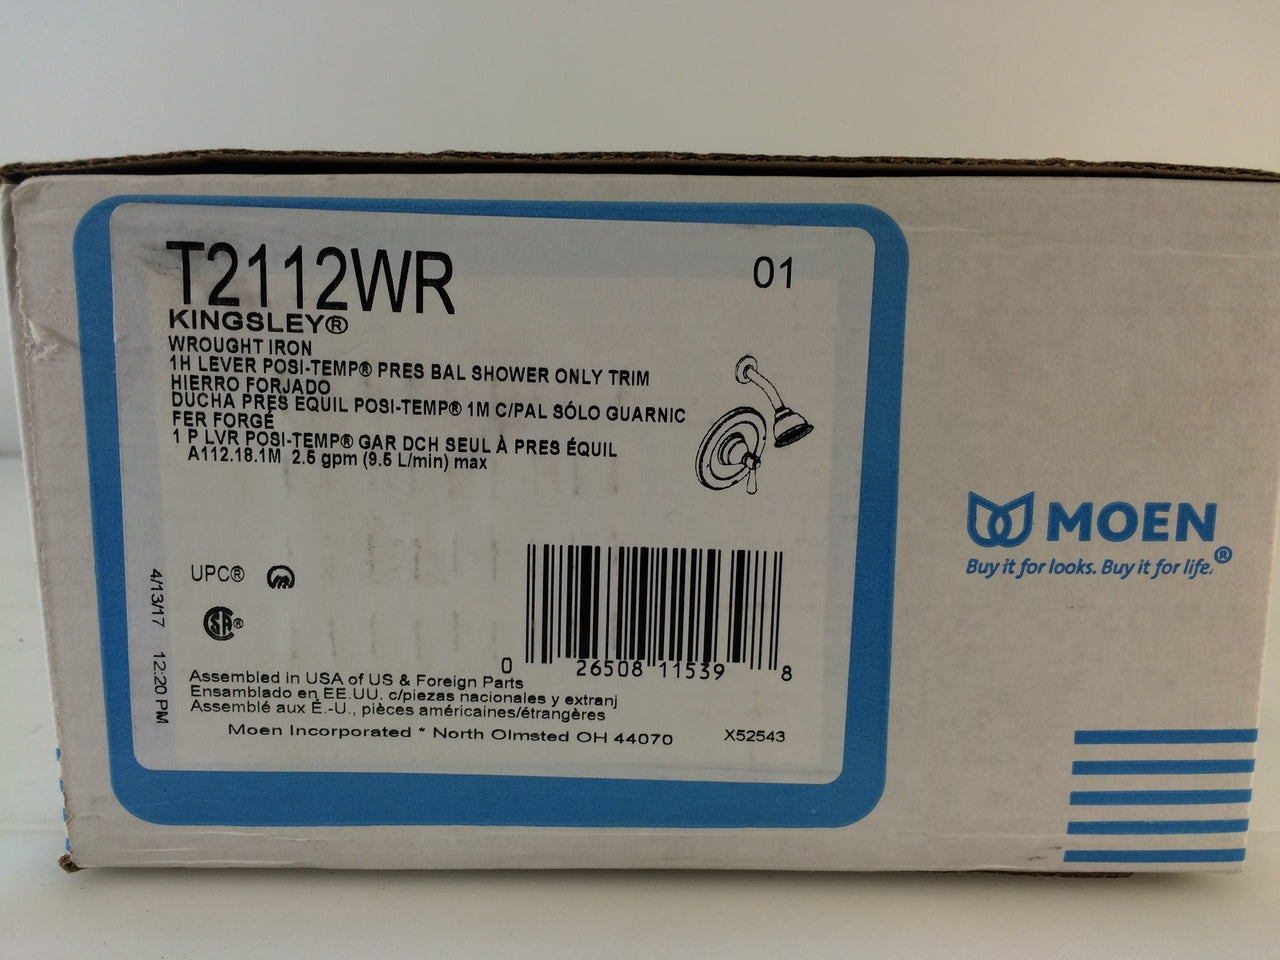 T2112WR
01
KINGSLEY®
WROUGHT IRON
1H LEVER POSI-TEMP® PRES BAL SHOWER ONLY TRIM
HIERRO FORJADO
DUCHA PRES EQUIL POSI-TEMP® 1M C/PAL SÓLO GUARNIC
FER FORGÉ
1 P LVR POSI-TEMP® GAR DCH SEUL À PRES ÉQUIL
A112.18.1M 2.5 gpm (9.5 L/min) max
UPC®
SA®
4/13/17 12:20 PM
0 26508 11539 8
Assembled in USA of US & Foreign Parts
Ensamblado en EE.UU. c/piezas nacionales y extranj
Assemblé aux É.-U., pièces américaines/étrangères
Moen Incorporated * North Olmsted OH 44070
X52543
MOEN
Buy it for looks. Buy it for life.®